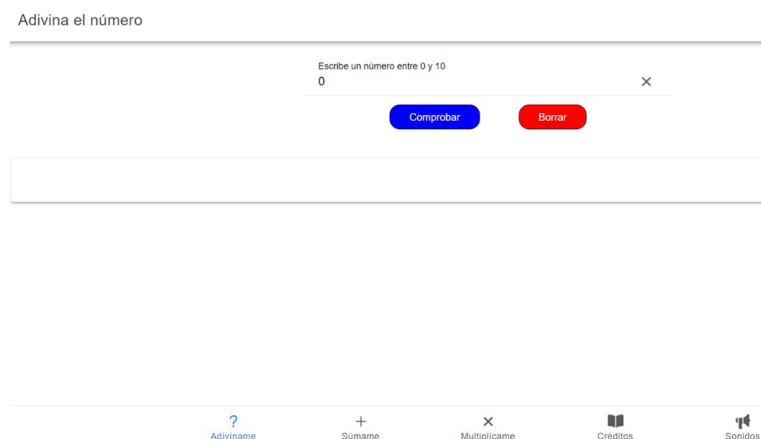 Adivina el número
Escribe un número entre 0 y 10
0
Comprobar Borrar
Adivíname Súmame Multiplícame Créditos Sonidos